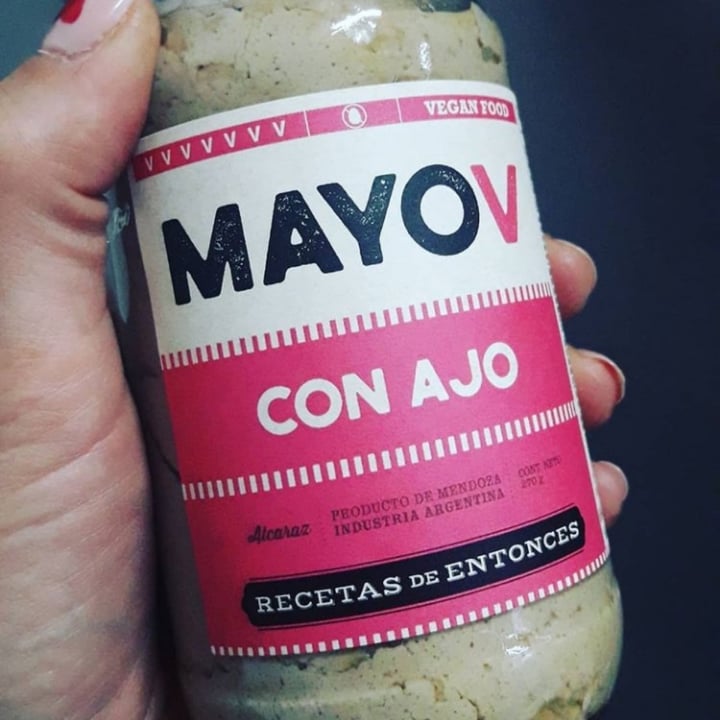 VVVVVVV
VEGAN FOOD
MAYOV
CON AJO
Alcaraz
PRODUCTO DE MENDOZA
INDUSTRIA ARGENTINA
CONT. NETO
270 g
RECETAS DE ENTONCES